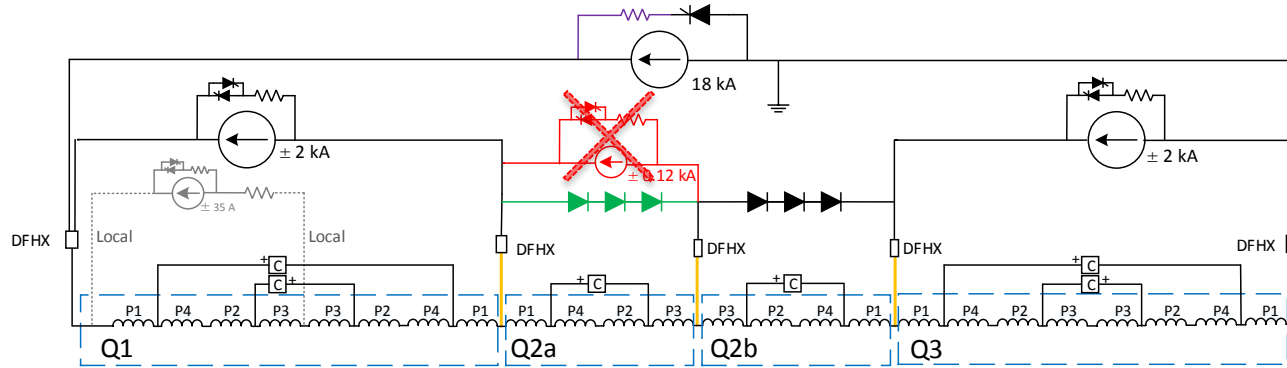 18 kA
± 2 kA
± 0.12 kA
± 2 kA
± 35 A
DFHX
Local
Local
DFHX
DFHX
DFHX
DFHX
+ C
C +
+ C
+ C
+ C
C +
P1 P4 P2 P3 P3 P2 P4 P1 P1 P4 P2 P3 P3 P2 P4 P1 P1 P4 P2 P3 P3 P2 P4 P1
Q1 Q2a Q2b Q3